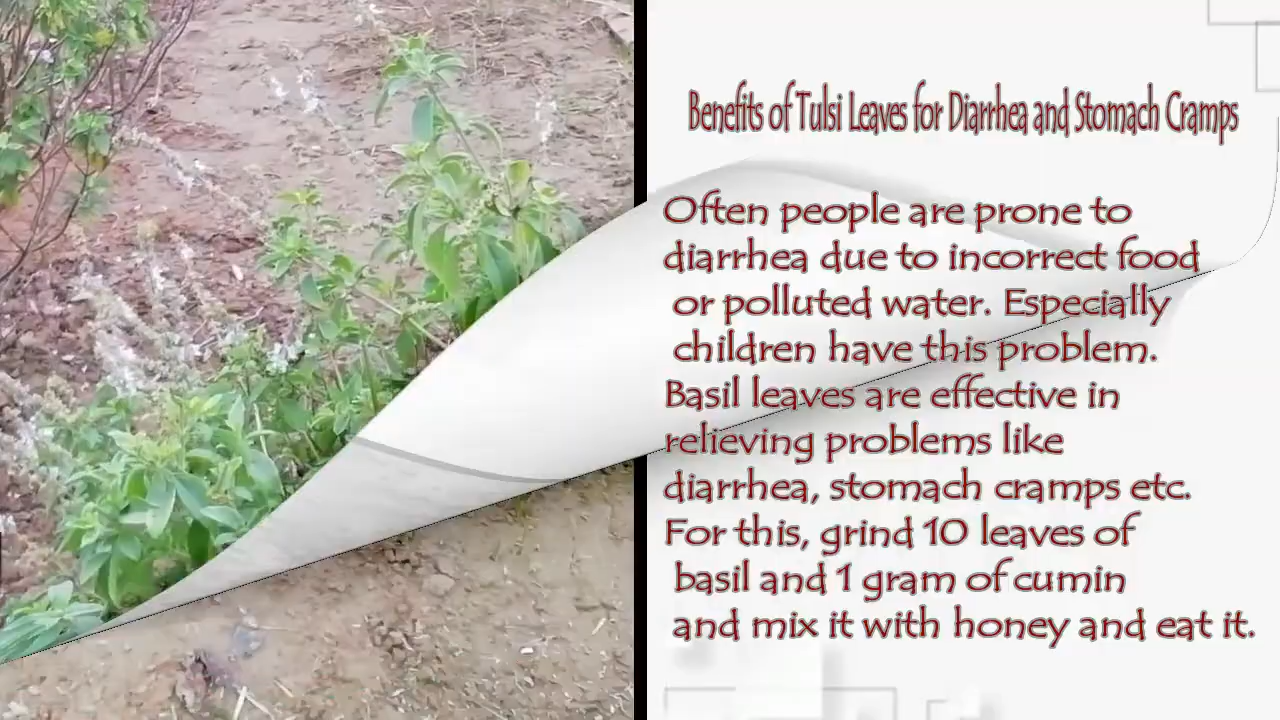 Benefits of Tulsi Leaves for Diarrhea and Stomach Cramps
Often people are prone to
diarrhea due to incorrect food
or polluted water. Especially
children have this problem.
Basil leaves are effective in
relieving problems like
diarrhea, stomach cramps etc.
For this, grind 10 leaves of
basil and 1 gram of cumin
and mix it with honey and eat it.